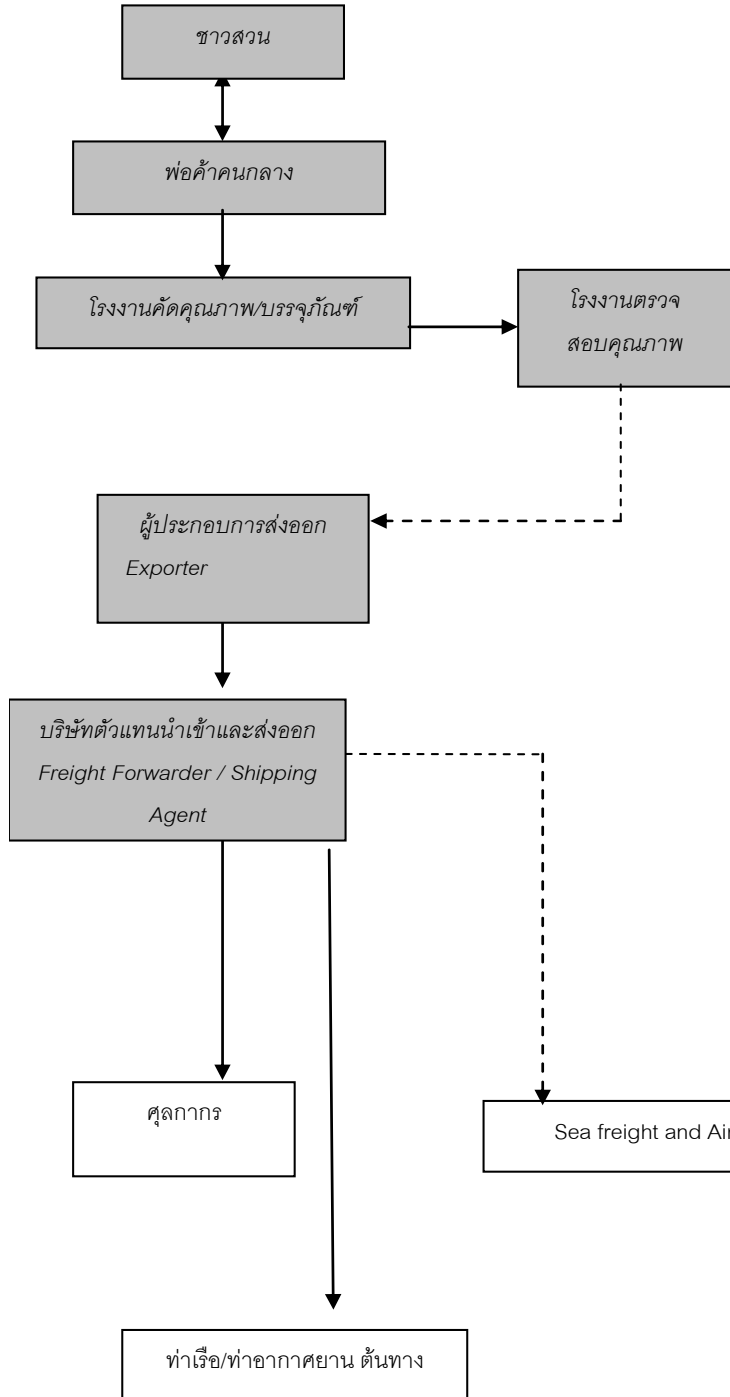 ชาวสวน
พ่อค้าคนกลาง
โรงงานคัดคุณภาพ/บรรจุภัณฑ์
โรงงานตรวจ
สอบคุณภาพ
ผู้ประกอบการส่งออก
Exporter
บริษัทตัวแทนนำเข้าและส่งออก
Freight Forwarder / Shipping
Agent
ศุลกากร
Sea freight and Air
ท่าเรือ/ท่าอากาศยาน ต้นทาง